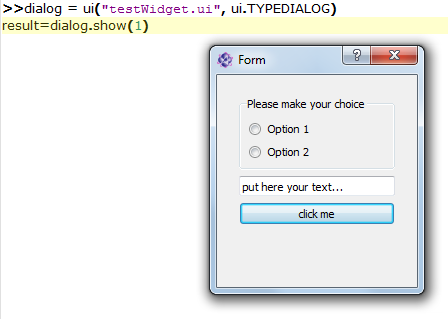 >>dialog = ui("testWidget.ui", ui.TYPEDIALOG)
result=dialog.show(1)
Form
?
Please make your choice
Option 1
Option 2
put here your text...
click me